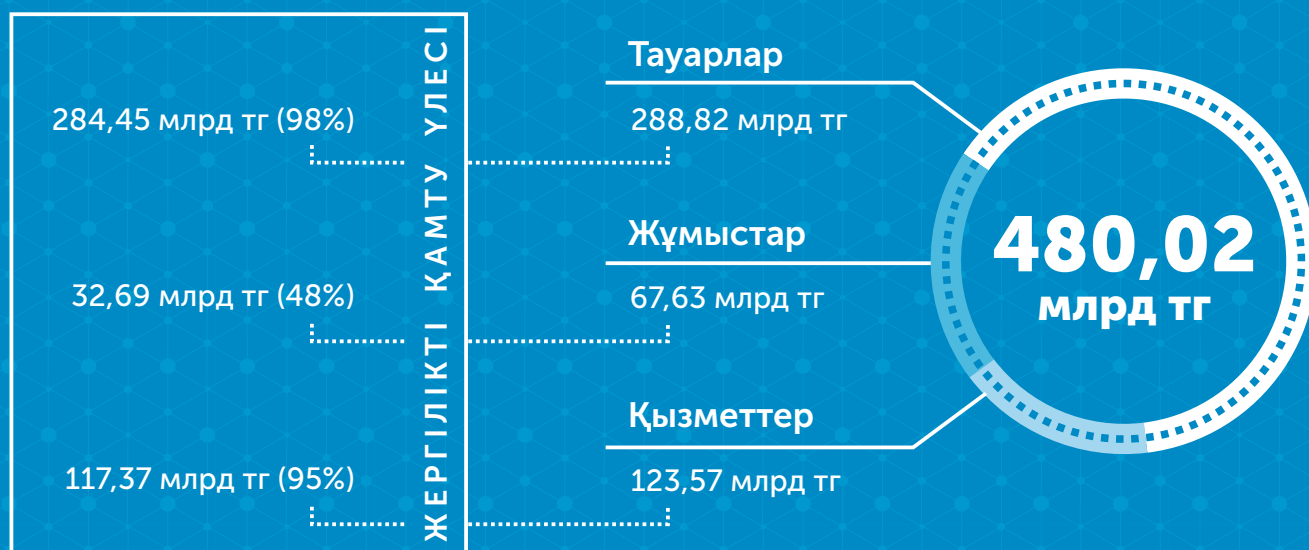 ЖЕРГІЛІКТІ ҚАМТУ ҮЛЕСІ
284,45 млрд тг (98%)
32,69 млрд тг (48%)
117,37 млрд тг (95%)
Тауарлар
288,82 млрд тг
Жұмыстар
67,63 млрд тг
Қызметтер
123,57 млрд тг
480,02
млрд тг